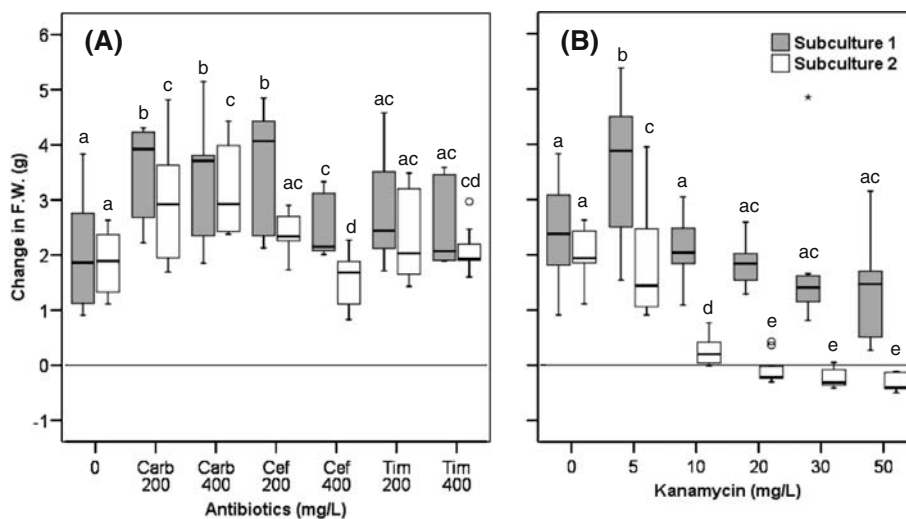 (A)
(B)
Subculture 1
Subculture 2
Change in F.W. (g)
6
5
4
3
2
1
0
-1
a
b
c
b
c
b
ac
c
d
ac
ac
ac
cd
a
a
b
c
a
d
ac
e
ac
e
ac
e
*
0
Carb 200
Carb 400
Cef 200
Cef 400
Tim 200
Tim 400
Antibiotics (mg/L)
0
5
10
20
30
50
Kanamycin (mg/L)